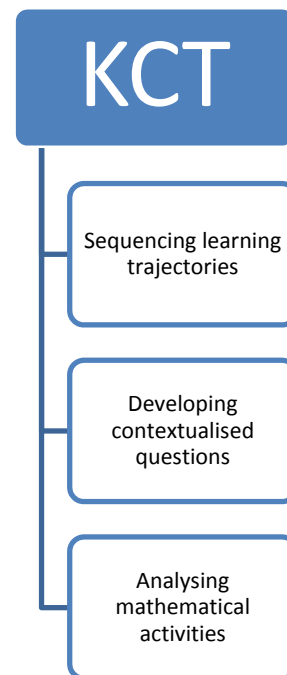 KCT
Sequencing learning
trajectories
Developing
contextualised
questions
Analysing
mathematical
activities